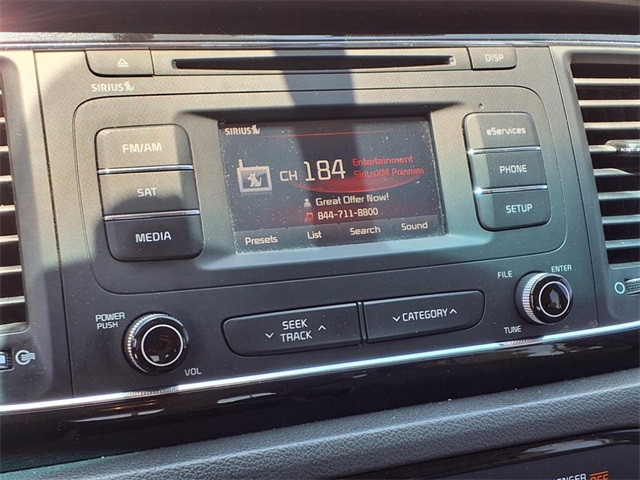 DISP
SIRIUS
SIRIUS
FM/AM
SAT
MEDIA
CH 184
Entertainment
SiriusXM Preview
Great Offer Now!
844-711-8800
Presets List Search Sound
eServices
PHONE
SETUP
POWER
PUSH
VOL
SEEK
TRACK
CATEGORY
FILE
ENTER
TUNE
OFF